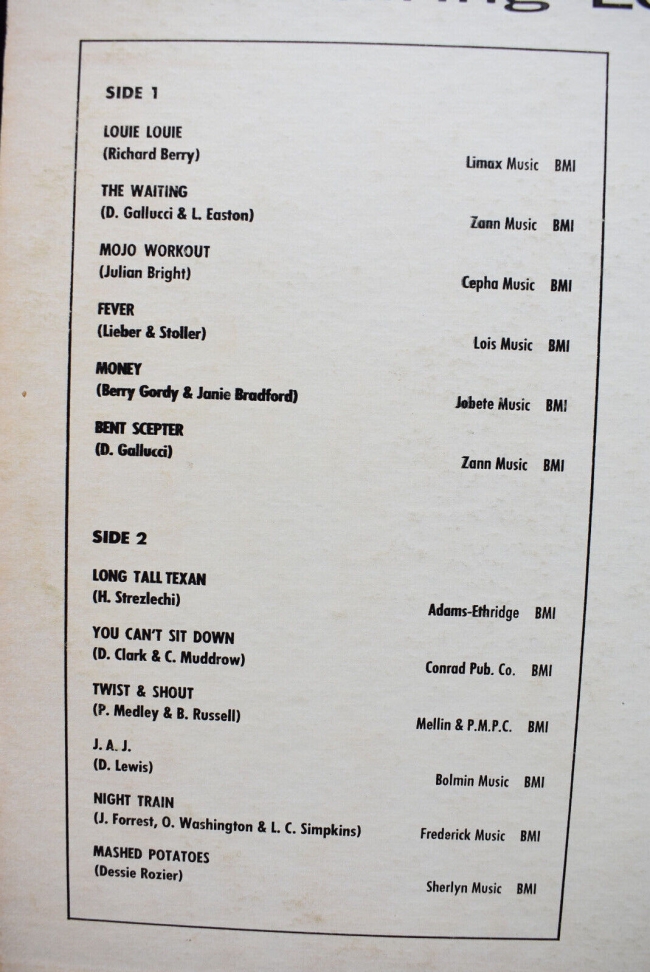 SIDE 1
LOUIE LOUIE
(Richard Berry)
Limax Music BMI
THE WAITING
(D. Gallucci & L. Easton)
Zann Music BMI
MOJO WORKOUT
(Julian Bright)
Cepha Music BMI
FEVER
(Lieber & Stoller)
Lois Music BMI
MONEY
(Berry Gordy & Janie Bradford)
Jobete Music BMI
BENT SCEPTER
(D. Gallucci)
Zann Music BMI
SIDE 2
LONG TALL TEXAN
(H. Strezlechi)
Adams-Ethridge BMI
YOU CAN'T SIT DOWN
(D. Clark & C. Muddrow)
Conrad Pub. Co. BMI
TWIST & SHOUT
(P. Medley & B. Russell)
Mellin & P.M.P.C. BMI
J. A. J.
(D. Lewis)
Bolmin Music BMI
NIGHT TRAIN
(J. Forrest, O. Washington & L. C. Simpkins)
Frederick Music BMI
MASHED POTATOES
(Dessie Rozier)
Sherlyn Music BMI